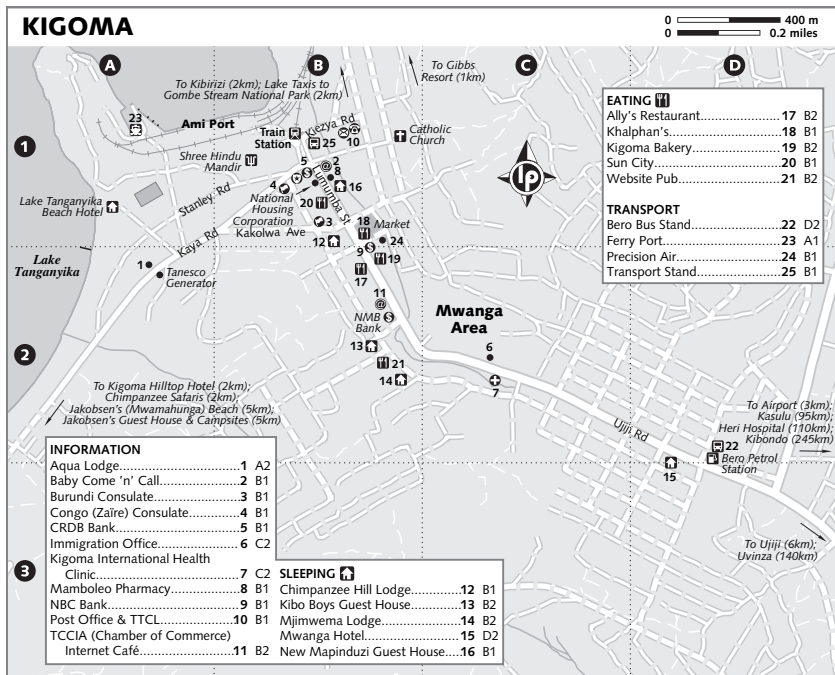 KIGOMA
0 400 m
0 0.2 miles
A
B
C
D
1
2
3
To Kibirizi (2km); Lake Taxis to
Gombe Stream National Park (2km)
To Gibbs
Resort (1km)
23
Ami Port
Train
Station
Kiezya Rd
25
10
Catholic
Church
Shree Hindu
Mandir
5
2
8
4
16
Stanley Rd
National
Housing
Corporation
20
Lumumba St
3
18
Market
Lake Tanganyika
Beach Hotel
Kaya Rd
Kakolwa Ave
12
24
9
19
17
Lake
Tanganyika
1
Tanesco
Generator
11
NMB
Bank
Mwanga
Area
13
21
14
6
7
Ujiji Rd
To Kigoma Hilltop Hotel (2km);
Chimpanzee Safaris (2km);
Jakobsen's (Mwamahunga) Beach (5km);
Jakobsen's Guest House & Campsites (5km)
To Airport (3km);
Kasulu (95km);
Heri Hospital (110km);
Kibondo (245km)
22
Bero Petrol
Station
15
To Ujiji (6km);
Uvinza (140km)
lp
EATING
Ally's Restaurant 17 B2
Khalphan's 18 B1
Kigoma Bakery 19 B2
Sun City 20 B1
Website Pub 21 B2
TRANSPORT
Bero Bus Stand 22 D2
Ferry Port 23 A1
Precision Air 24 B1
Transport Stand 25 B1
INFORMATION
Aqua Lodge 1 A2
Baby Come 'n' Call 2 B1
Burundi Consulate 3 B1
Congo (Zaïre) Consulate 4 B1
CRDB Bank 5 B1
Immigration Office 6 C2
Kigoma International Health
Clinic 7 C2
Mamboleo Pharmacy 8 B1
NBC Bank 9 B1
Post Office & TTCL 10 B1
TCCIA (Chamber of Commerce)
Internet Café 11 B2
SLEEPING
Chimpanzee Hill Lodge 12 B1
Kibo Boys Guest House 13 B2
Mjimwema Lodge 14 B2
Mwanga Hotel 15 D2
New Mapinduzi Guest House 16 B1